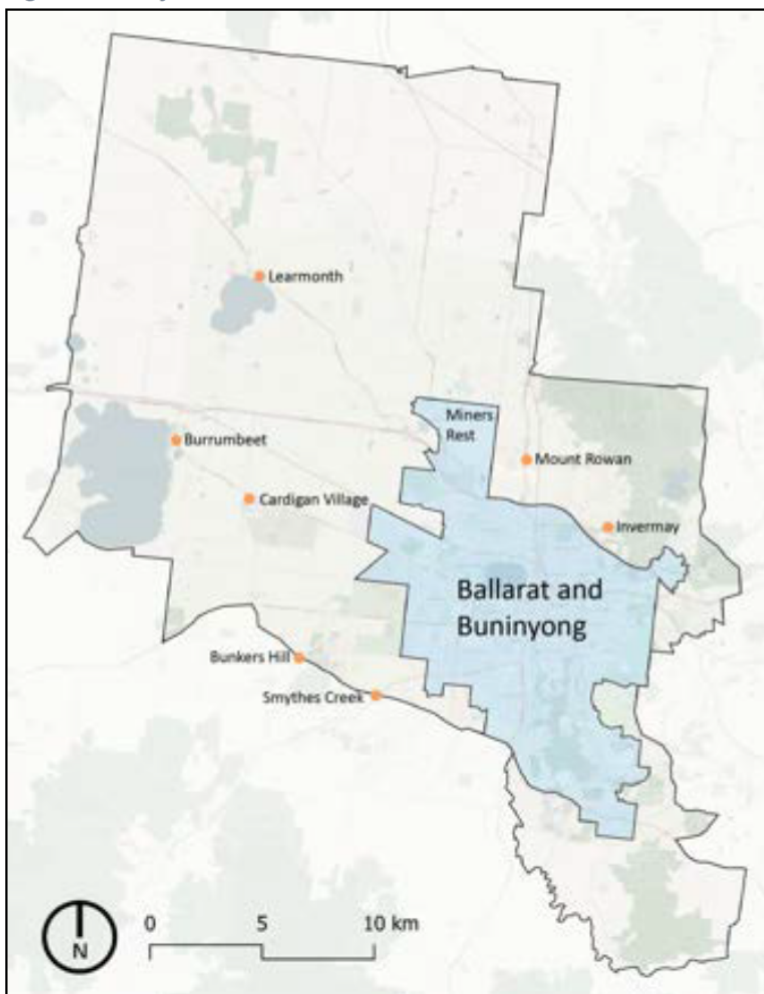 Learmonth
Miners
Rest
Burrumbeet
Mount Rowan
Cardigan Village
Invermay
Ballarat and
Buninyong
Bunkers Hill
Smythes Creek
0 5 10 km
N